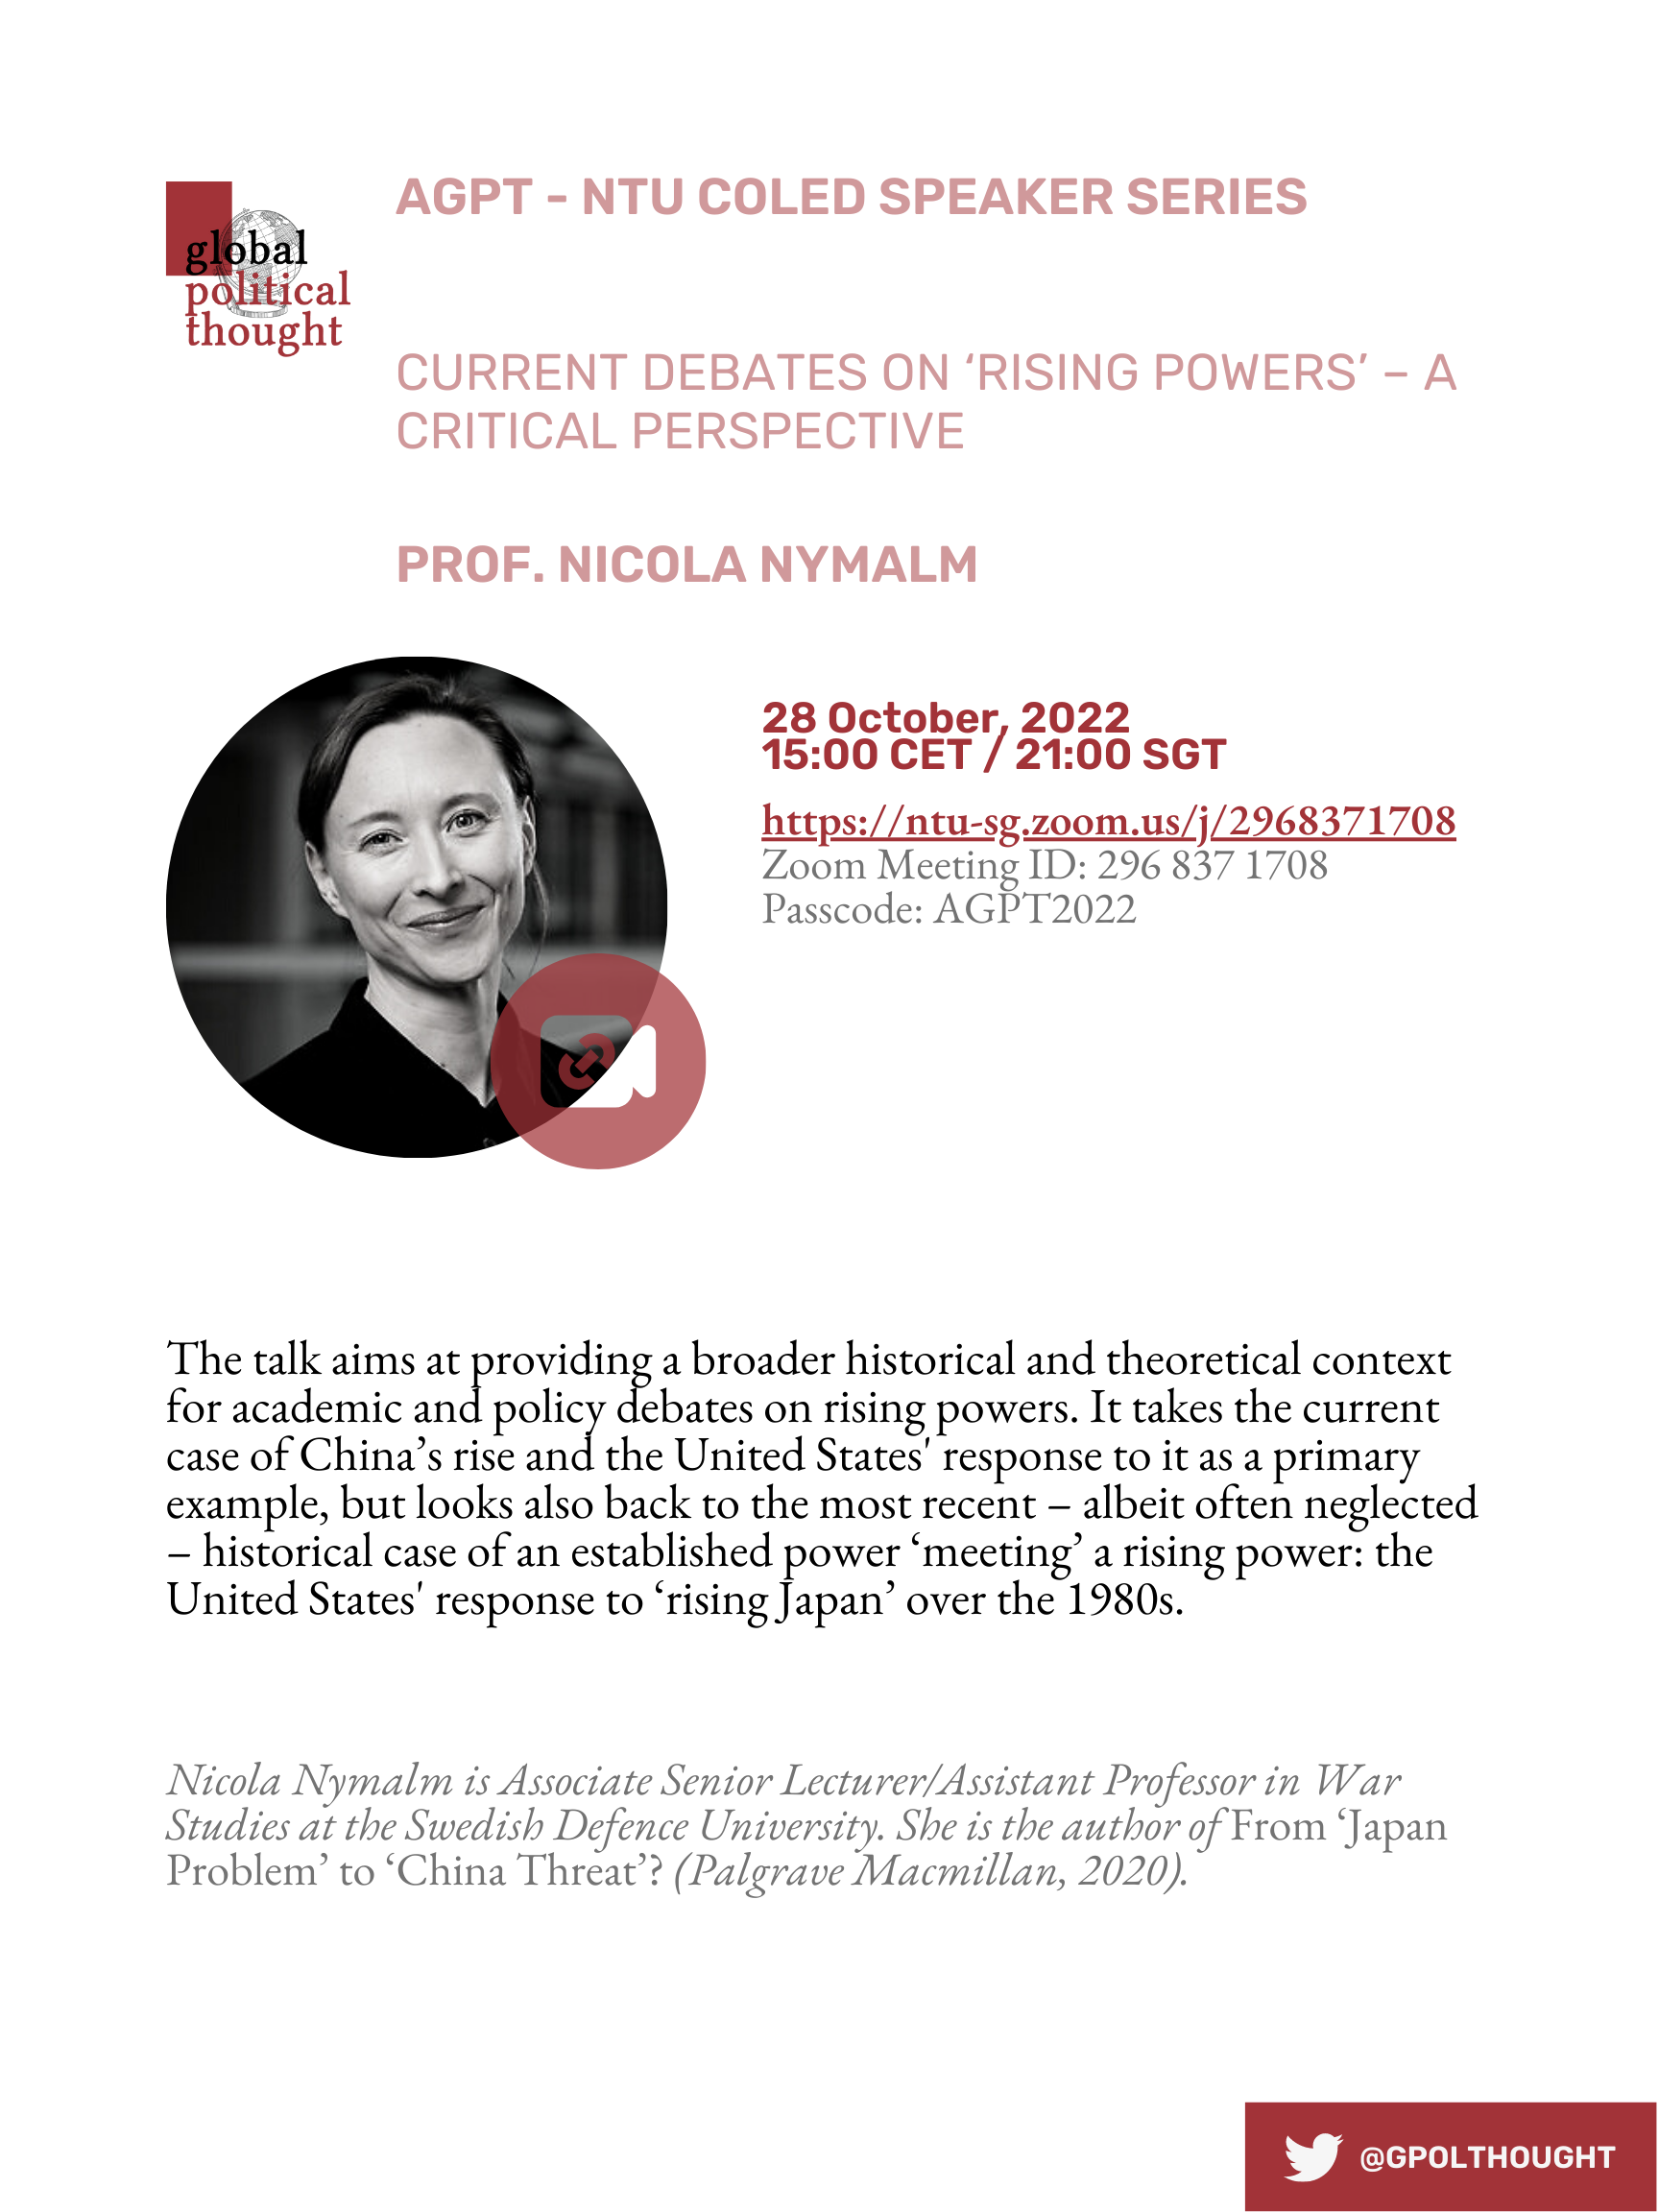 AGPT - NTU COLED SPEAKER SERIES
global
political
thought
CURRENT DEBATES ON ‘RISING POWERS’ – A
CRITICAL PERSPECTIVE
PROF. NICOLA NYMALM
28 October, 2022
15:00 CET / 21:00 SGT
https://ntu-sg.zoom.us/j/2968371708
Zoom Meeting ID: 296 837 1708
Passcode: AGPT2022
The talk aims at providing a broader historical and theoretical context
for academic and policy debates on rising powers. It takes the current
case of China’s rise and the United States' response to it as a primary
example, but looks also back to the most recent – albeit often neglected
– historical case of an established power ‘meeting’ a rising power: the
United States' response to ‘rising Japan’ over the 1980s.
Nicola Nymalm is Associate Senior Lecturer/Assistant Professor in War
Studies at the Swedish Defence University. She is the author of From ‘Japan
Problem’ to ‘China Threat’? (Palgrave Macmillan, 2020).
@GPOLTHOUGHT